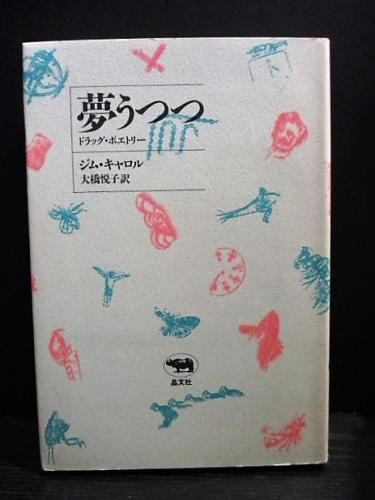 夢うつつ
ドラッグ・ポエトリー
ジム・キャロル
大橋悦子訳
晶文社